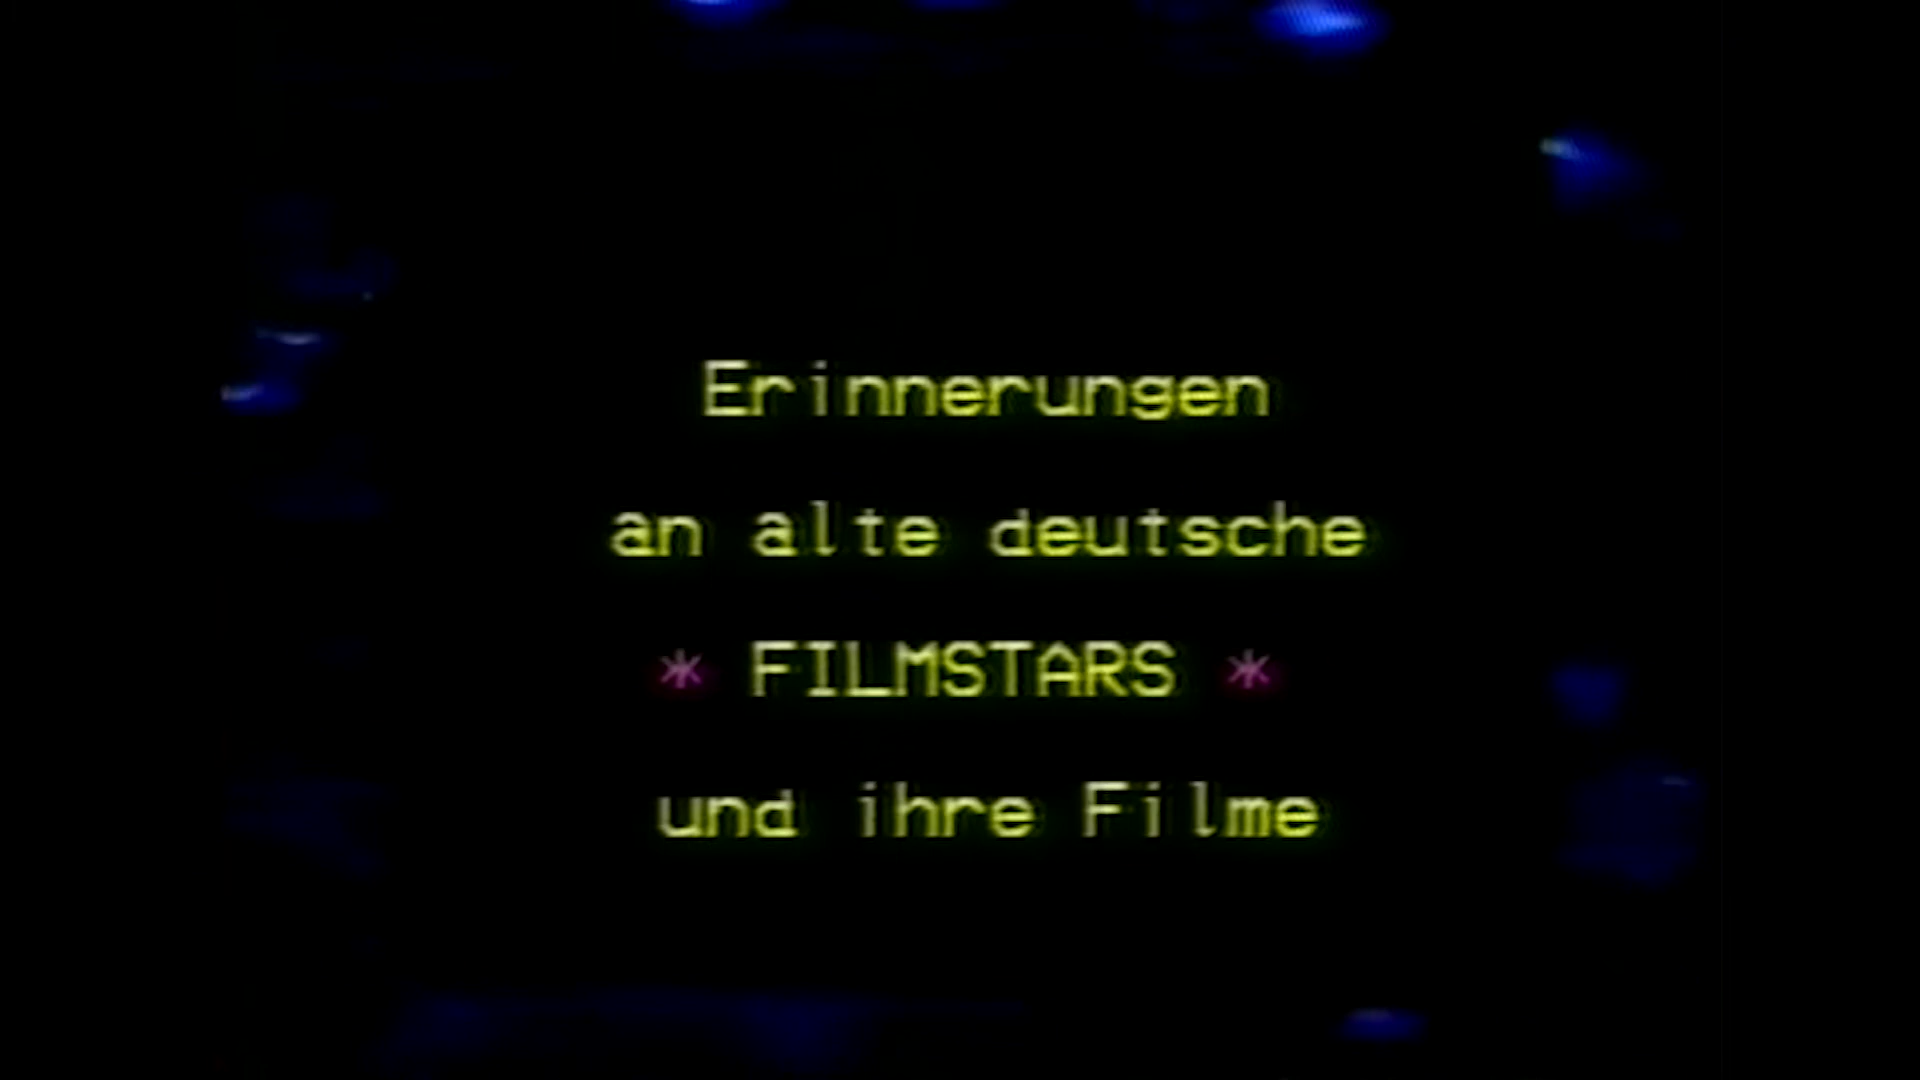 Erinnerungen
an alte deutsche
* FILMSTARS *
und ihre Filme